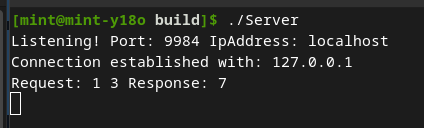 [mint@mint-y18o build]$ ./Server
Listening! Port: 9984 IpAddress: localhost
Connection established with: 127.0.0.1
Request: 1 3 Response: 7